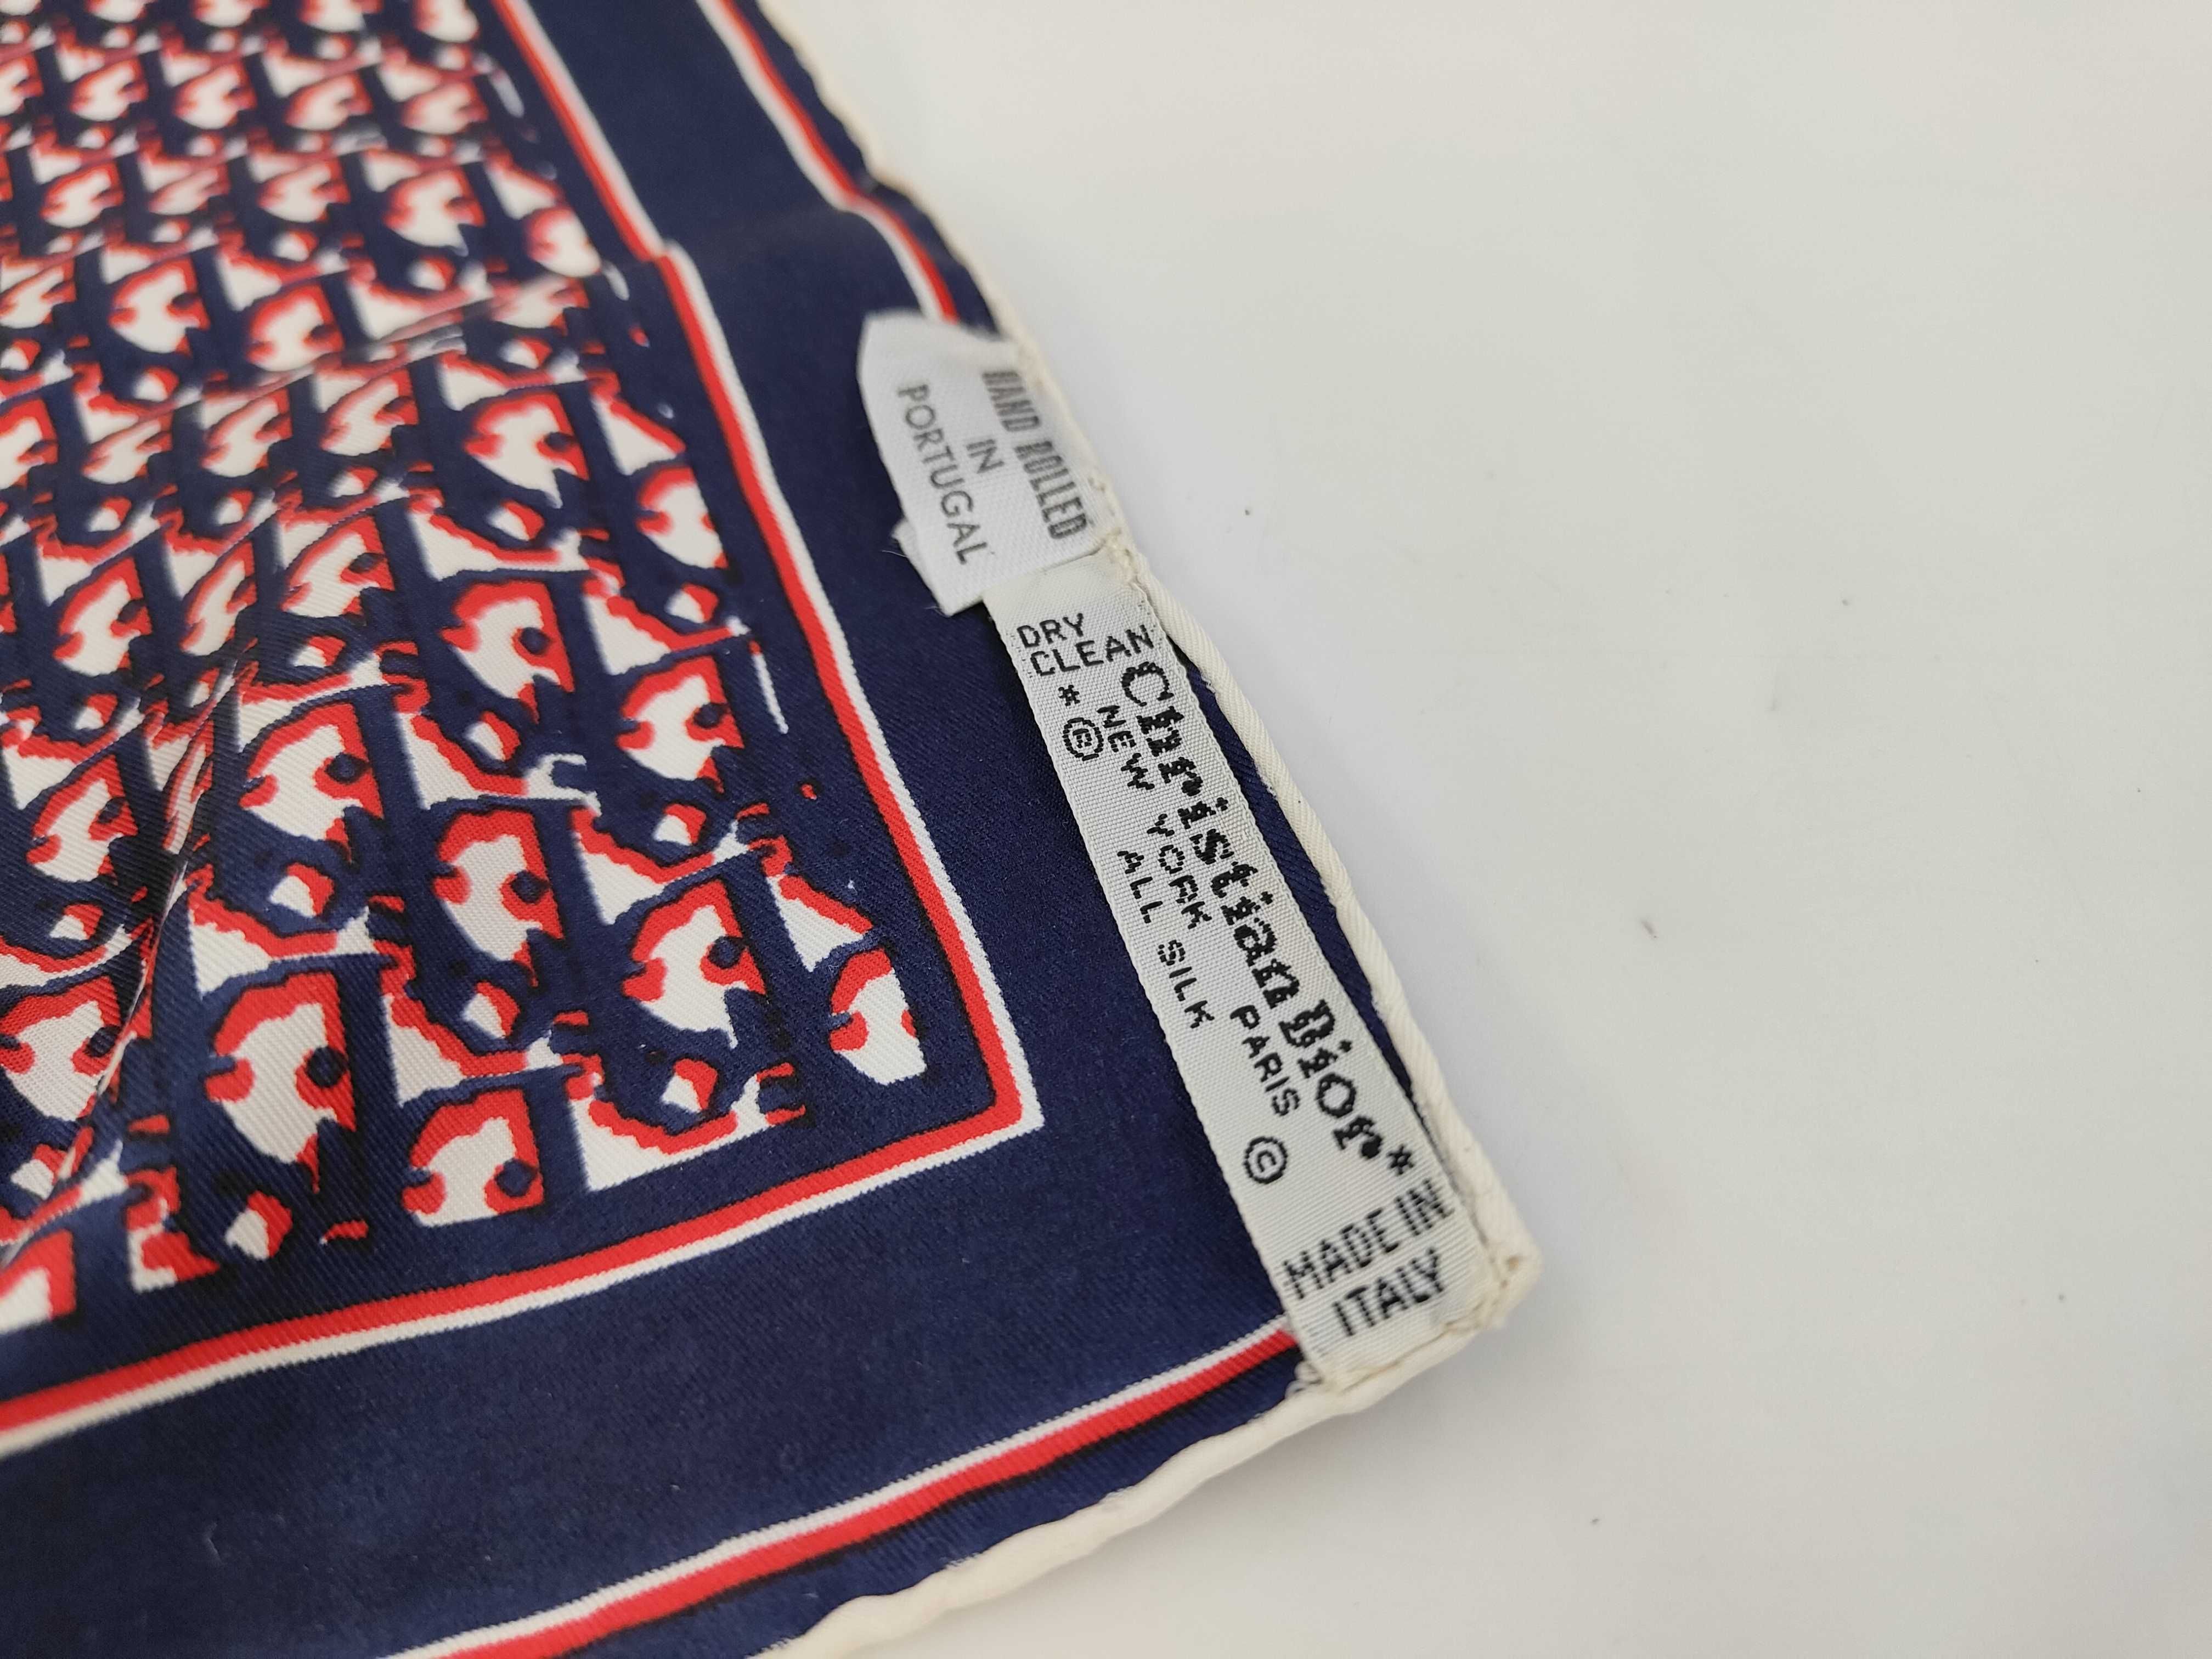 HAND ROLLED
IN
PORTUGAL
DRY
CLEAN
* Christian Dior *
® NEW YORK PARIS ©
ALL SILK
MADE IN
ITALY